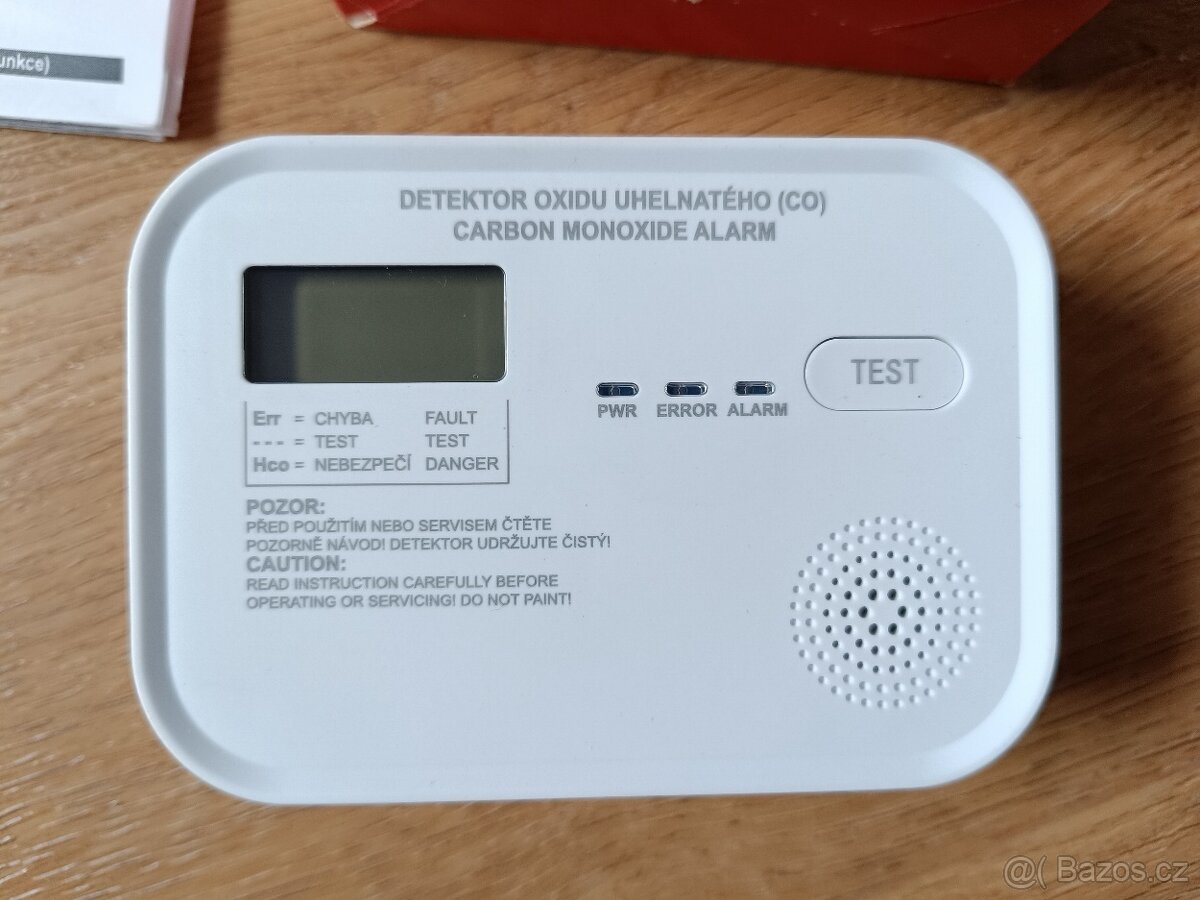 unkce)
DETEKTOR OXIDU UHELNATÉHO (CO)
CARBON MONOXIDE ALARM
Err = CHYBA FAULT
--- = TEST TEST
Hco = NEBEZPEČÍ DANGER
PWR ERROR ALARM
TEST
POZOR:
PŘED POUŽITÍM NEBO SERVISEM ČTĚTE
POZORNĚ NÁVOD! DETEKTOR UDRŽUJTE ČISTÝ!
CAUTION:
READ INSTRUCTION CAREFULLY BEFORE
OPERATING OR SERVICING! DO NOT PAINT!
@( Bazos.cz